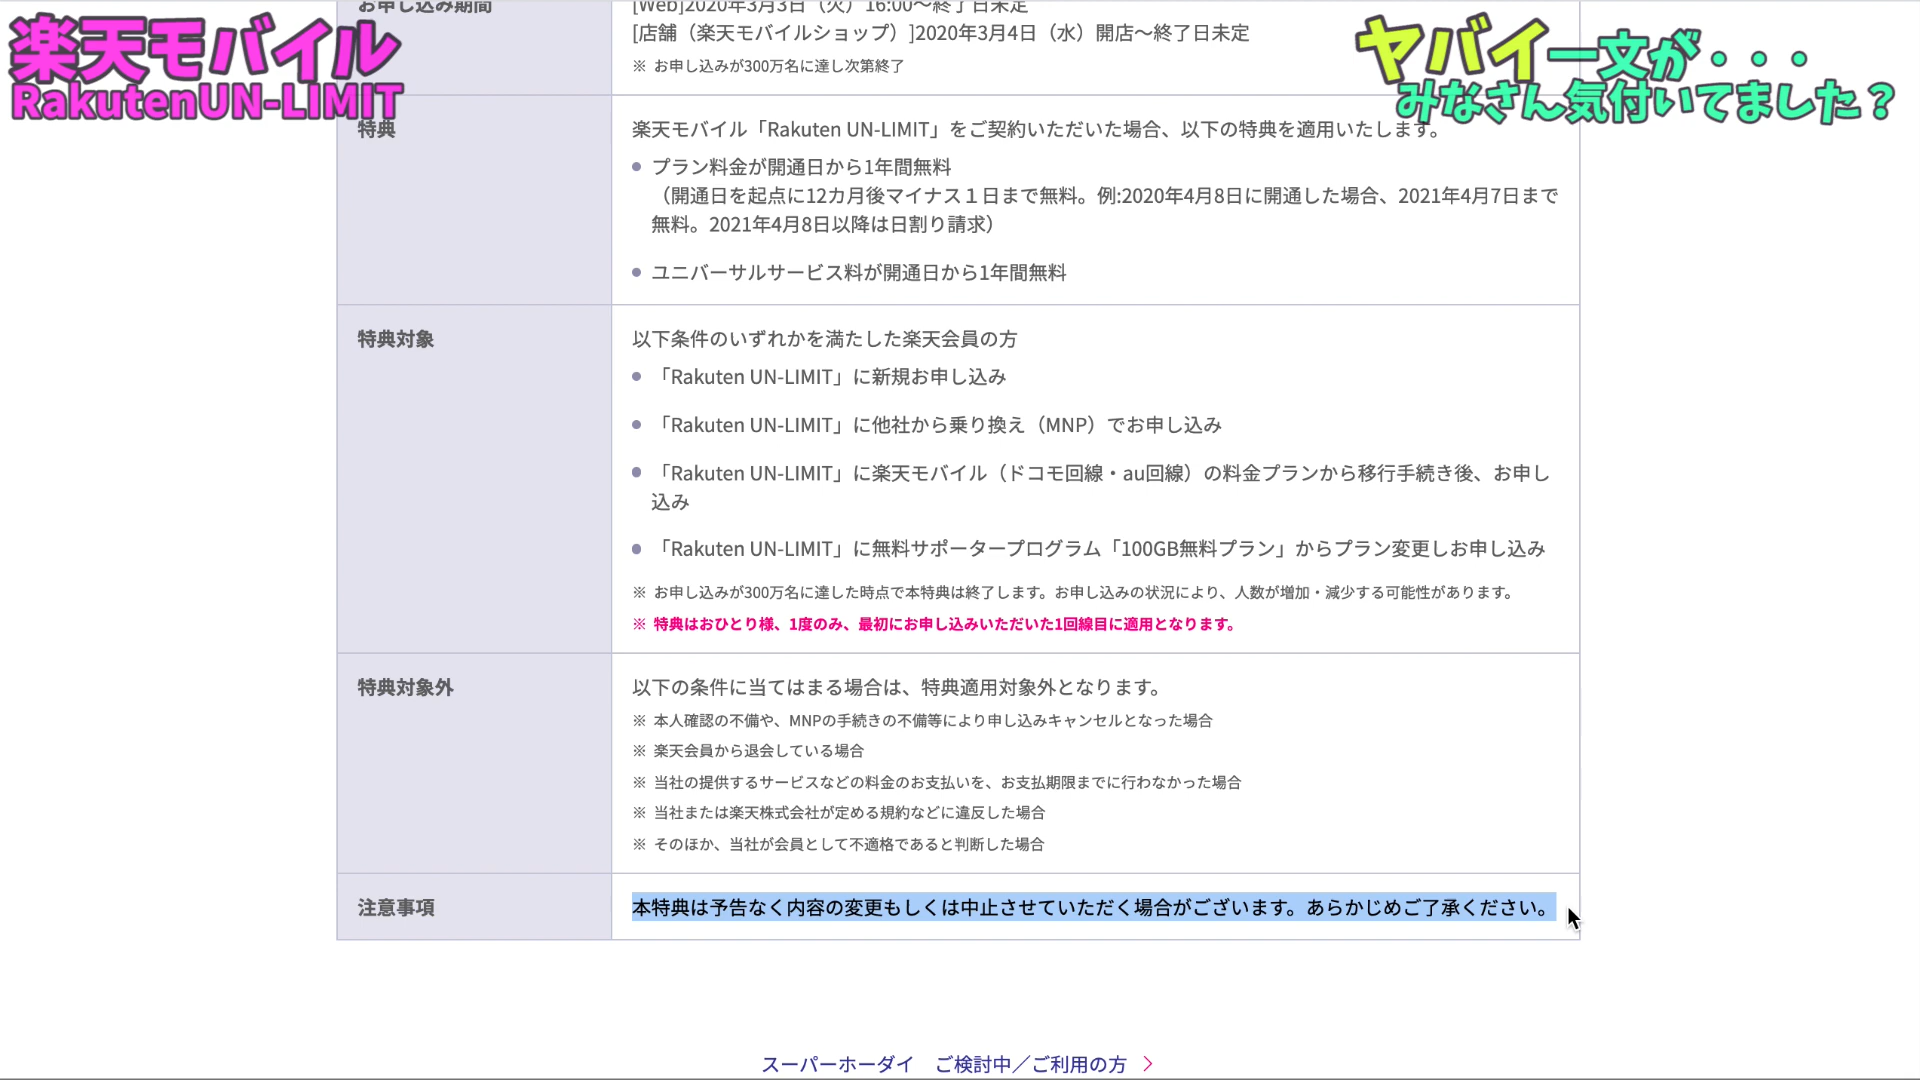 楽天モバイル
RakutenUN-LIMIT
ヤバイ一文が・・・
みなさん気付いてました？
お申し込み期間
[Web]2020年3月3日（火）16:00〜終了日未定
[店舗（楽天モバイルショップ）]2020年3月4日（水）開店〜終了日未定
※ お申し込みが300万名に達し次第終了
特典
楽天モバイル「Rakuten UN-LIMIT」をご契約いただいた場合、以下の特典を適用いたします。
プラン料金が開通日から1年間無料
（開通日を起点に12カ月後マイナス１日まで無料。例:2020年4月8日に開通した場合、2021年4月7日まで
無料。2021年4月8日以降は日割り請求）
ユニバーサルサービス料が開通日から1年間無料
特典対象
以下条件のいずれかを満たした楽天会員の方
「Rakuten UN-LIMIT」に新規お申し込み
「Rakuten UN-LIMIT」に他社から乗り換え（MNP）でお申し込み
「Rakuten UN-LIMIT」に楽天モバイル（ドコモ回線・au回線）の料金プランから移行手続き後、お申し
込み
「Rakuten UN-LIMIT」に無料サポータープログラム「100GB無料プラン」からプラン変更しお申し込み
※ お申し込みが300万名に達した時点で本特典は終了します。お申し込みの状況により、人数が増加・減少する可能性があります。
※ 特典はおひとり様、1度のみ、最初にお申し込みいただいた1回線目に適用となります。
特典対象外
以下の条件に当てはまる場合は、特典適用対象外となります。
※ 本人確認の不備や、MNPの手続きの不備等により申し込みキャンセルとなった場合
※ 楽天会員から退会している場合
※ 当社の提供するサービスなどの料金のお支払いを、お支払期限までに行わなかった場合
※ 当社または楽天株式会社が定める規約などに違反した場合
※ そのほか、当社が会員として不適格であると判断した場合
注意事項
本特典は予告なく内容の変更もしくは中止させていただく場合がございます。あらかじめご了承ください。
スーパーホーダイ　ご検討中／ご利用の方